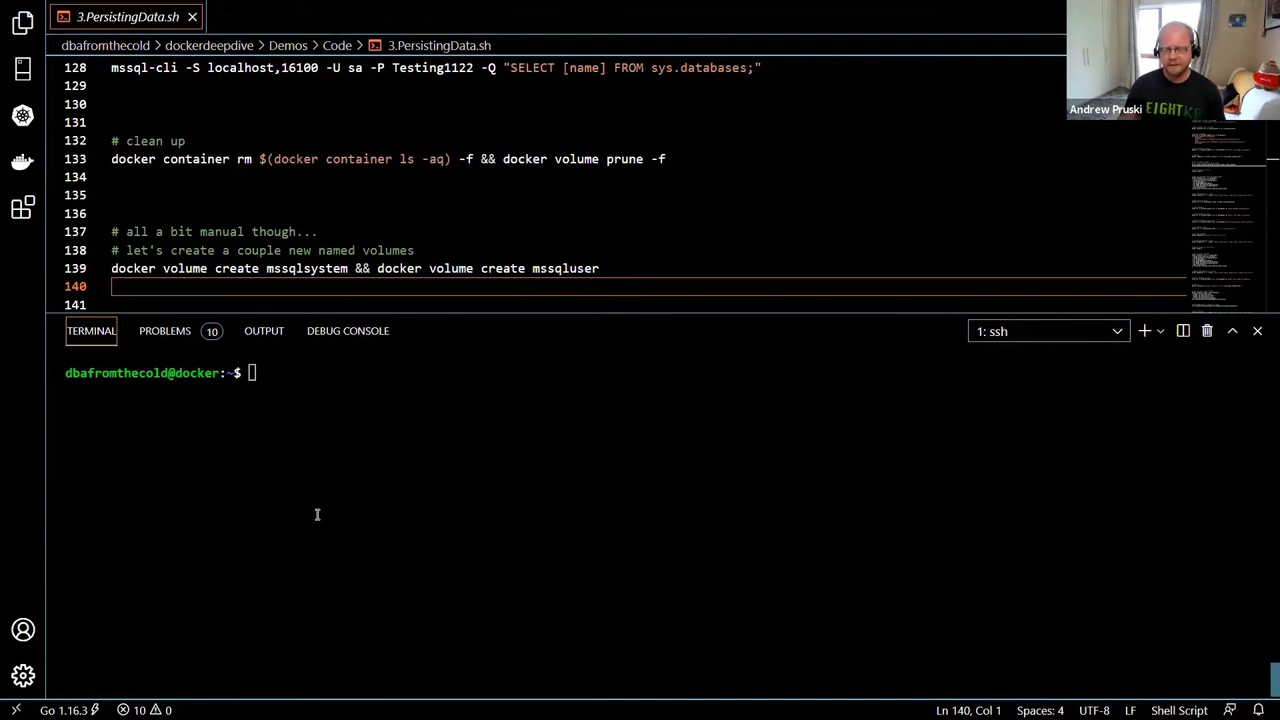 3.PersistingData.sh
dbafromthecold > dockerdeepdive > Demos > Code > 3.PersistingData.sh
128 mssql-cli -S localhost,16100 -U sa -P Testing1122 -Q "SELECT [name] FROM sys.databases;"
129
130
131
132 # clean up
133 docker container rm $(docker container ls -aq) -f && docker volume prune -f
134
135
136
137 # all a bit manual though...
138 # let's create a couple new named volumes
139 docker volume create mssqlsystem && docker volume create mssqluser
140
141
Andrew Pruski
EIGHTKB
TERMINAL PROBLEMS 10 OUTPUT DEBUG CONSOLE 1: ssh
dbafromthecold@docker:~$
Go 1.16.3 10 0 Ln 140, Col 1 Spaces: 4 UTF-8 LF Shell Script